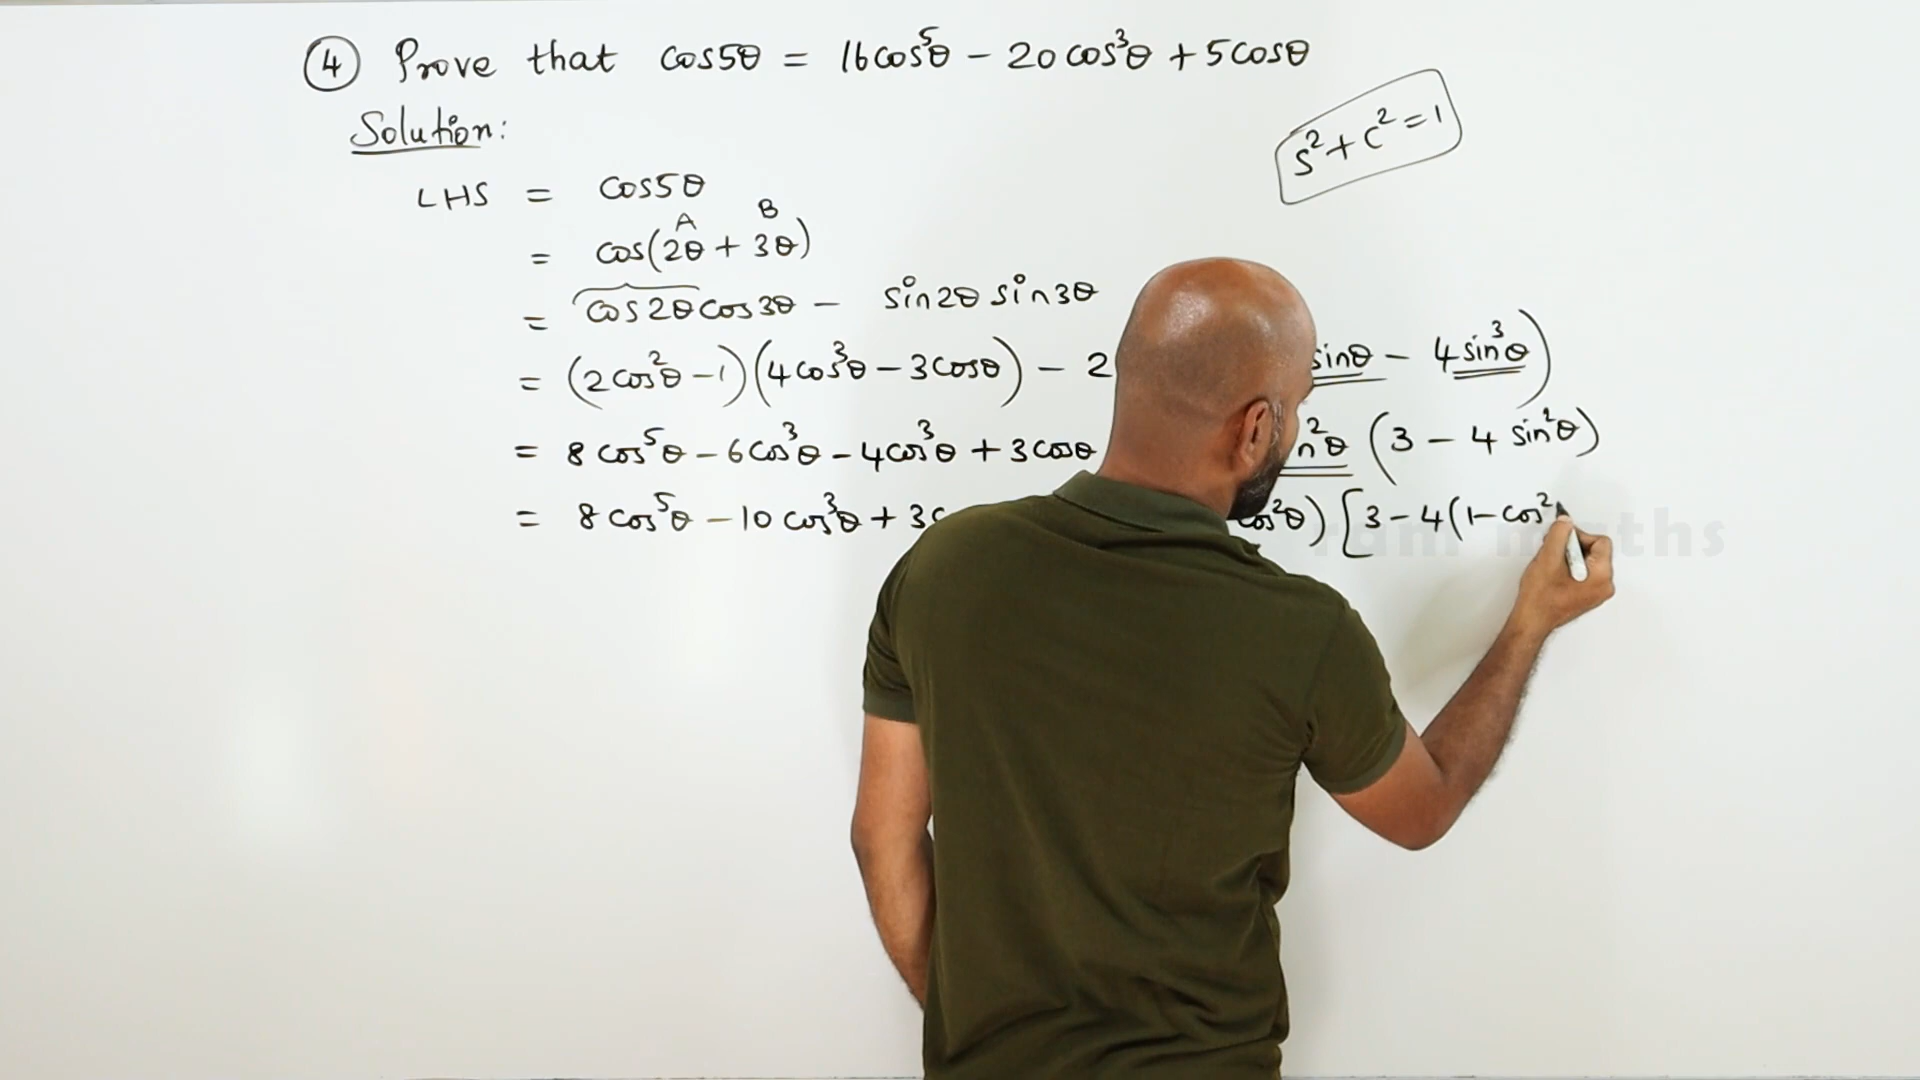 ④ Prove that cos5θ = 16cos⁵θ - 20cos³θ + 5cosθ
Solution:
s² + c² = 1
LHS = cos5θ
A B
= cos(2θ + 3θ)
= cos2θcos3θ - sin2θ sin3θ
= (2cos²θ - 1)(4cos³θ - 3cosθ) - 2 sinθ - 4sin³θ)
= 8cos⁵θ - 6cos³θ - 4cos³θ + 3cosθ n²θ (3 - 4 sin²θ)
= 8cos⁵θ - 10cos³θ + 3c cos²θ) [3 - 4(1 - cos²